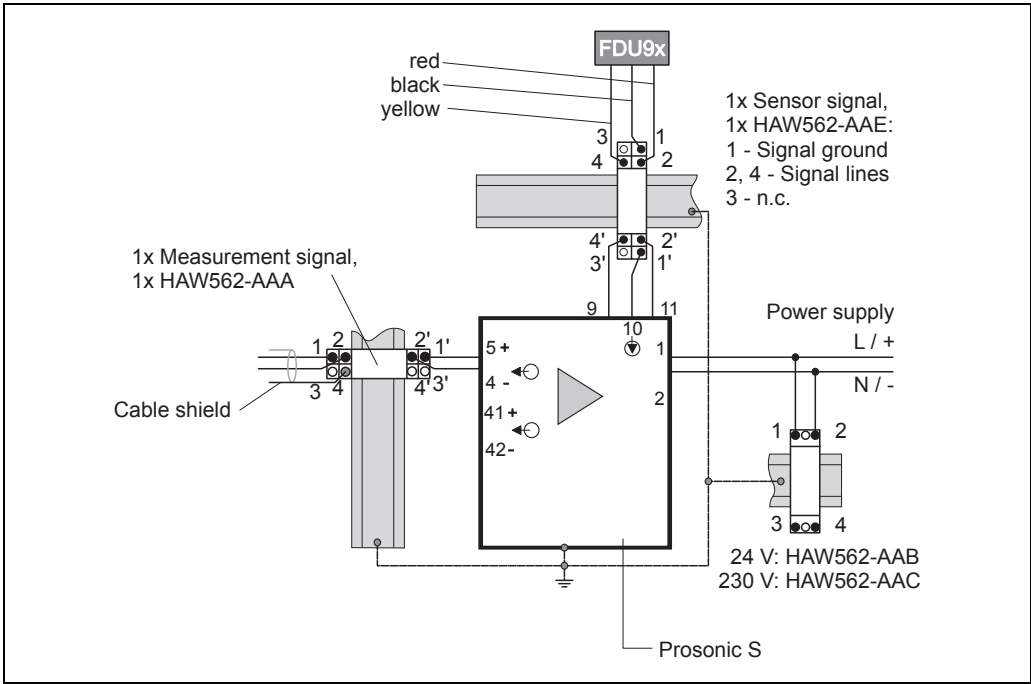 FDU9x
red
black
yellow
3 1
4 2
1x Sensor signal,
1x HAW562-AAE:
1 - Signal ground
2, 4 - Signal lines
3 - n.c.
4' 2'
3' 1'
1x Measurement signal,
1x HAW562-AAA
1 2 2' 1'
3 4 4' 3'
Cable shield
9 10 11
5 +
4 -
41 +
42 -
1
2
Power supply
L / +
N / -
1 2
3 4
24 V: HAW562-AAB
230 V: HAW562-AAC
Prosonic S